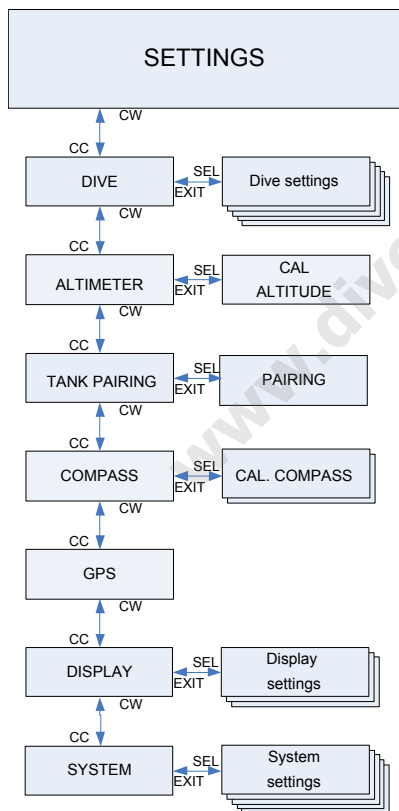 SETTINGS
CW
CC
DIVE
SEL
EXIT
Dive settings
CW
CC
ALTIMETER
SEL
EXIT
CAL
ALTITUDE
CW
CC
TANK PAIRING
SEL
EXIT
PAIRING
CW
CC
COMPASS
SEL
EXIT
CAL. COMPASS
CW
CC
GPS
CW
CC
DISPLAY
SEL
EXIT
Display
settings
CW
CC
SYSTEM
SEL
EXIT
System
settings
www.dive